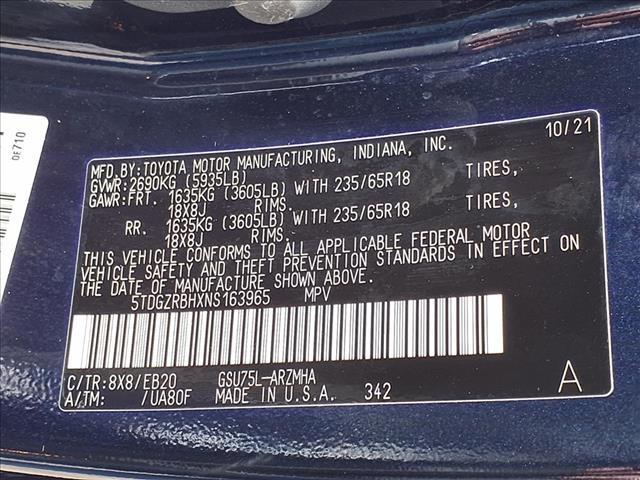 0E710
MFD.BY:TOYOTA MOTOR MANUFACTURING, INDIANA, INC. 10/21
GVWR:2690KG (5935LB)
GAWR:FRT. 1635KG (3605LB) WITH 235/65R18 TIRES,
18X8J RIMS.
RR. 1635KG (3605LB) WITH 235/65R18 TIRES,
18X8J RIMS.
THIS VEHICLE CONFORMS TO ALL APPLICABLE FEDERAL MOTOR
VEHICLE SAFETY AND THEFT PREVENTION STANDARDS IN EFFECT ON
THE DATE OF MANUFACTURE SHOWN ABOVE.
5TDGZRBHXNS163965 MPV
C/TR:8X8/EB20 GSU75L-ARZMHA
A/TM: /UA80F MADE IN U.S.A. 342 A